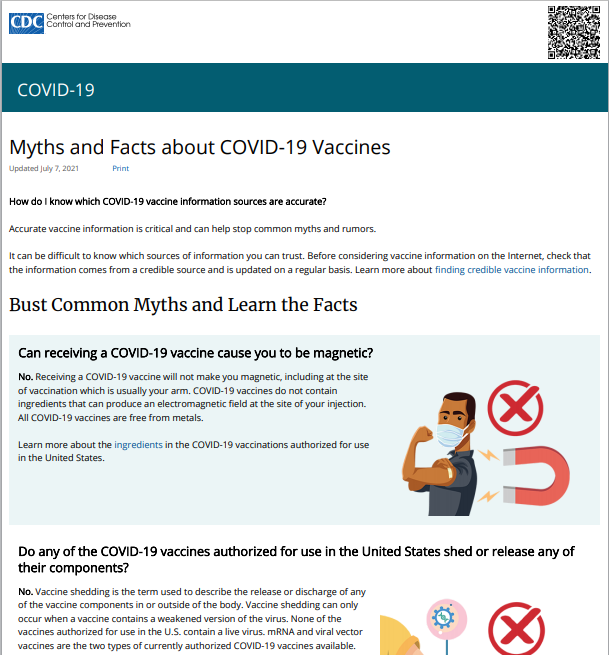 CDC Centers for Disease
Control and Prevention
COVID-19
Myths and Facts about COVID-19 Vaccines
Updated July 7, 2021 Print
How do I know which COVID-19 vaccine information sources are accurate?
Accurate vaccine information is critical and can help stop common myths and rumors.
It can be difficult to know which sources of information you can trust. Before considering vaccine information on the Internet, check that
the information comes from a credible source and is updated on a regular basis. Learn more about finding credible vaccine information.
Bust Common Myths and Learn the Facts
Can receiving a COVID-19 vaccine cause you to be magnetic?
No. Receiving a COVID-19 vaccine will not make you magnetic, including at the site
of vaccination which is usually your arm. COVID-19 vaccines do not contain
ingredients that can produce an electromagnetic field at the site of your injection.
All COVID-19 vaccines are free from metals.
Learn more about the ingredients in the COVID-19 vaccinations authorized for use
in the United States.
Do any of the COVID-19 vaccines authorized for use in the United States shed or release any of
their components?
No. Vaccine shedding is the term used to describe the release or discharge of any
of the vaccine components in or outside of the body. Vaccine shedding can only
occur when a vaccine contains a weakened version of the virus. None of the
vaccines authorized for use in the U.S. contain a live virus. mRNA and viral vector
vaccines are the two types of currently authorized COVID-19 vaccines available.